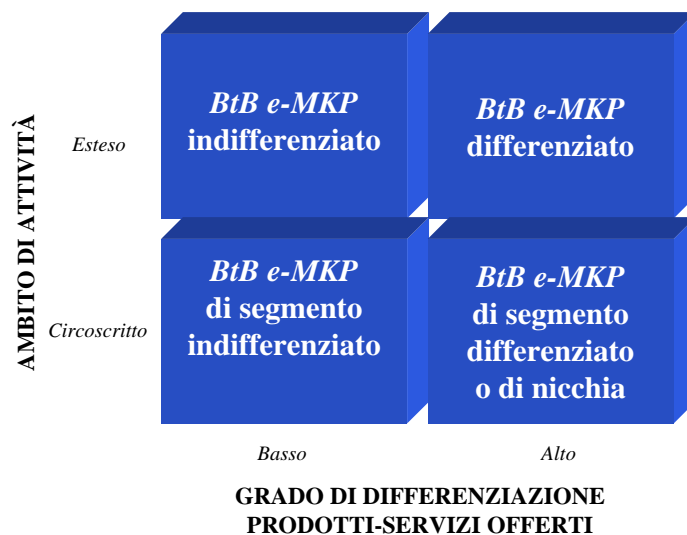 AMBITO DI ATTIVITÀ
Esteso
BtB e-MKP
indifferenziato
BtB e-MKP
differenziato
Circoscritto
BtB e-MKP
di segmento
indifferenziato
BtB e-MKP
di segmento
differenziato
o di nicchia
Basso
Alto
GRADO DI DIFFERENZIAZIONE
PRODOTTI-SERVIZI OFFERTI